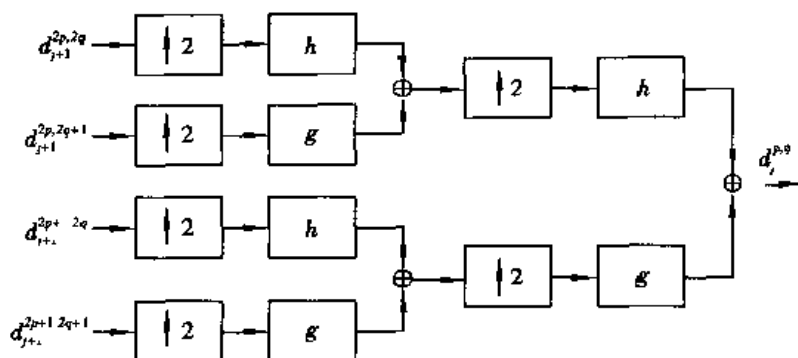 d_{j+1}^{2p,2q} ↑ 2 h
↑ 2 h
d_{j+1}^{2p,2q+1} ↑ 2 g
d_j^{p,q}
↑ 2 h
↑ 2 g
d_{j+1}^{2p+1 2q+1} ↑ 2 g